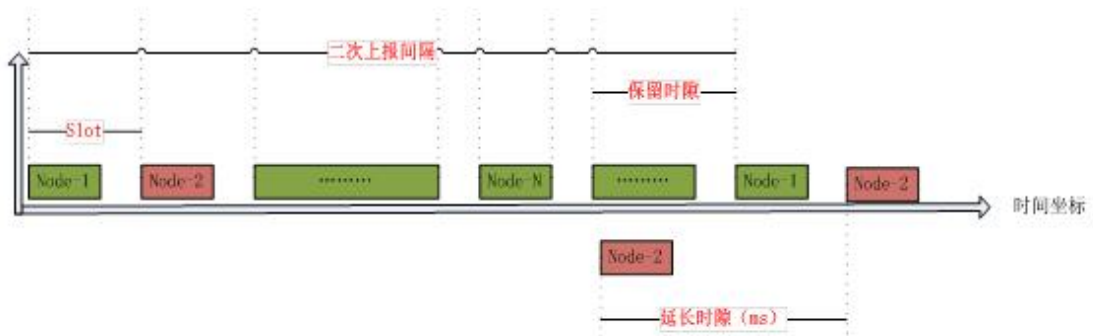 二次上报间隔
保留时隙
Slot
Node-1
Node-2
………
Node-N
………
Node-1
Node-2
时间坐标
Node-2
延长时隙（ms）